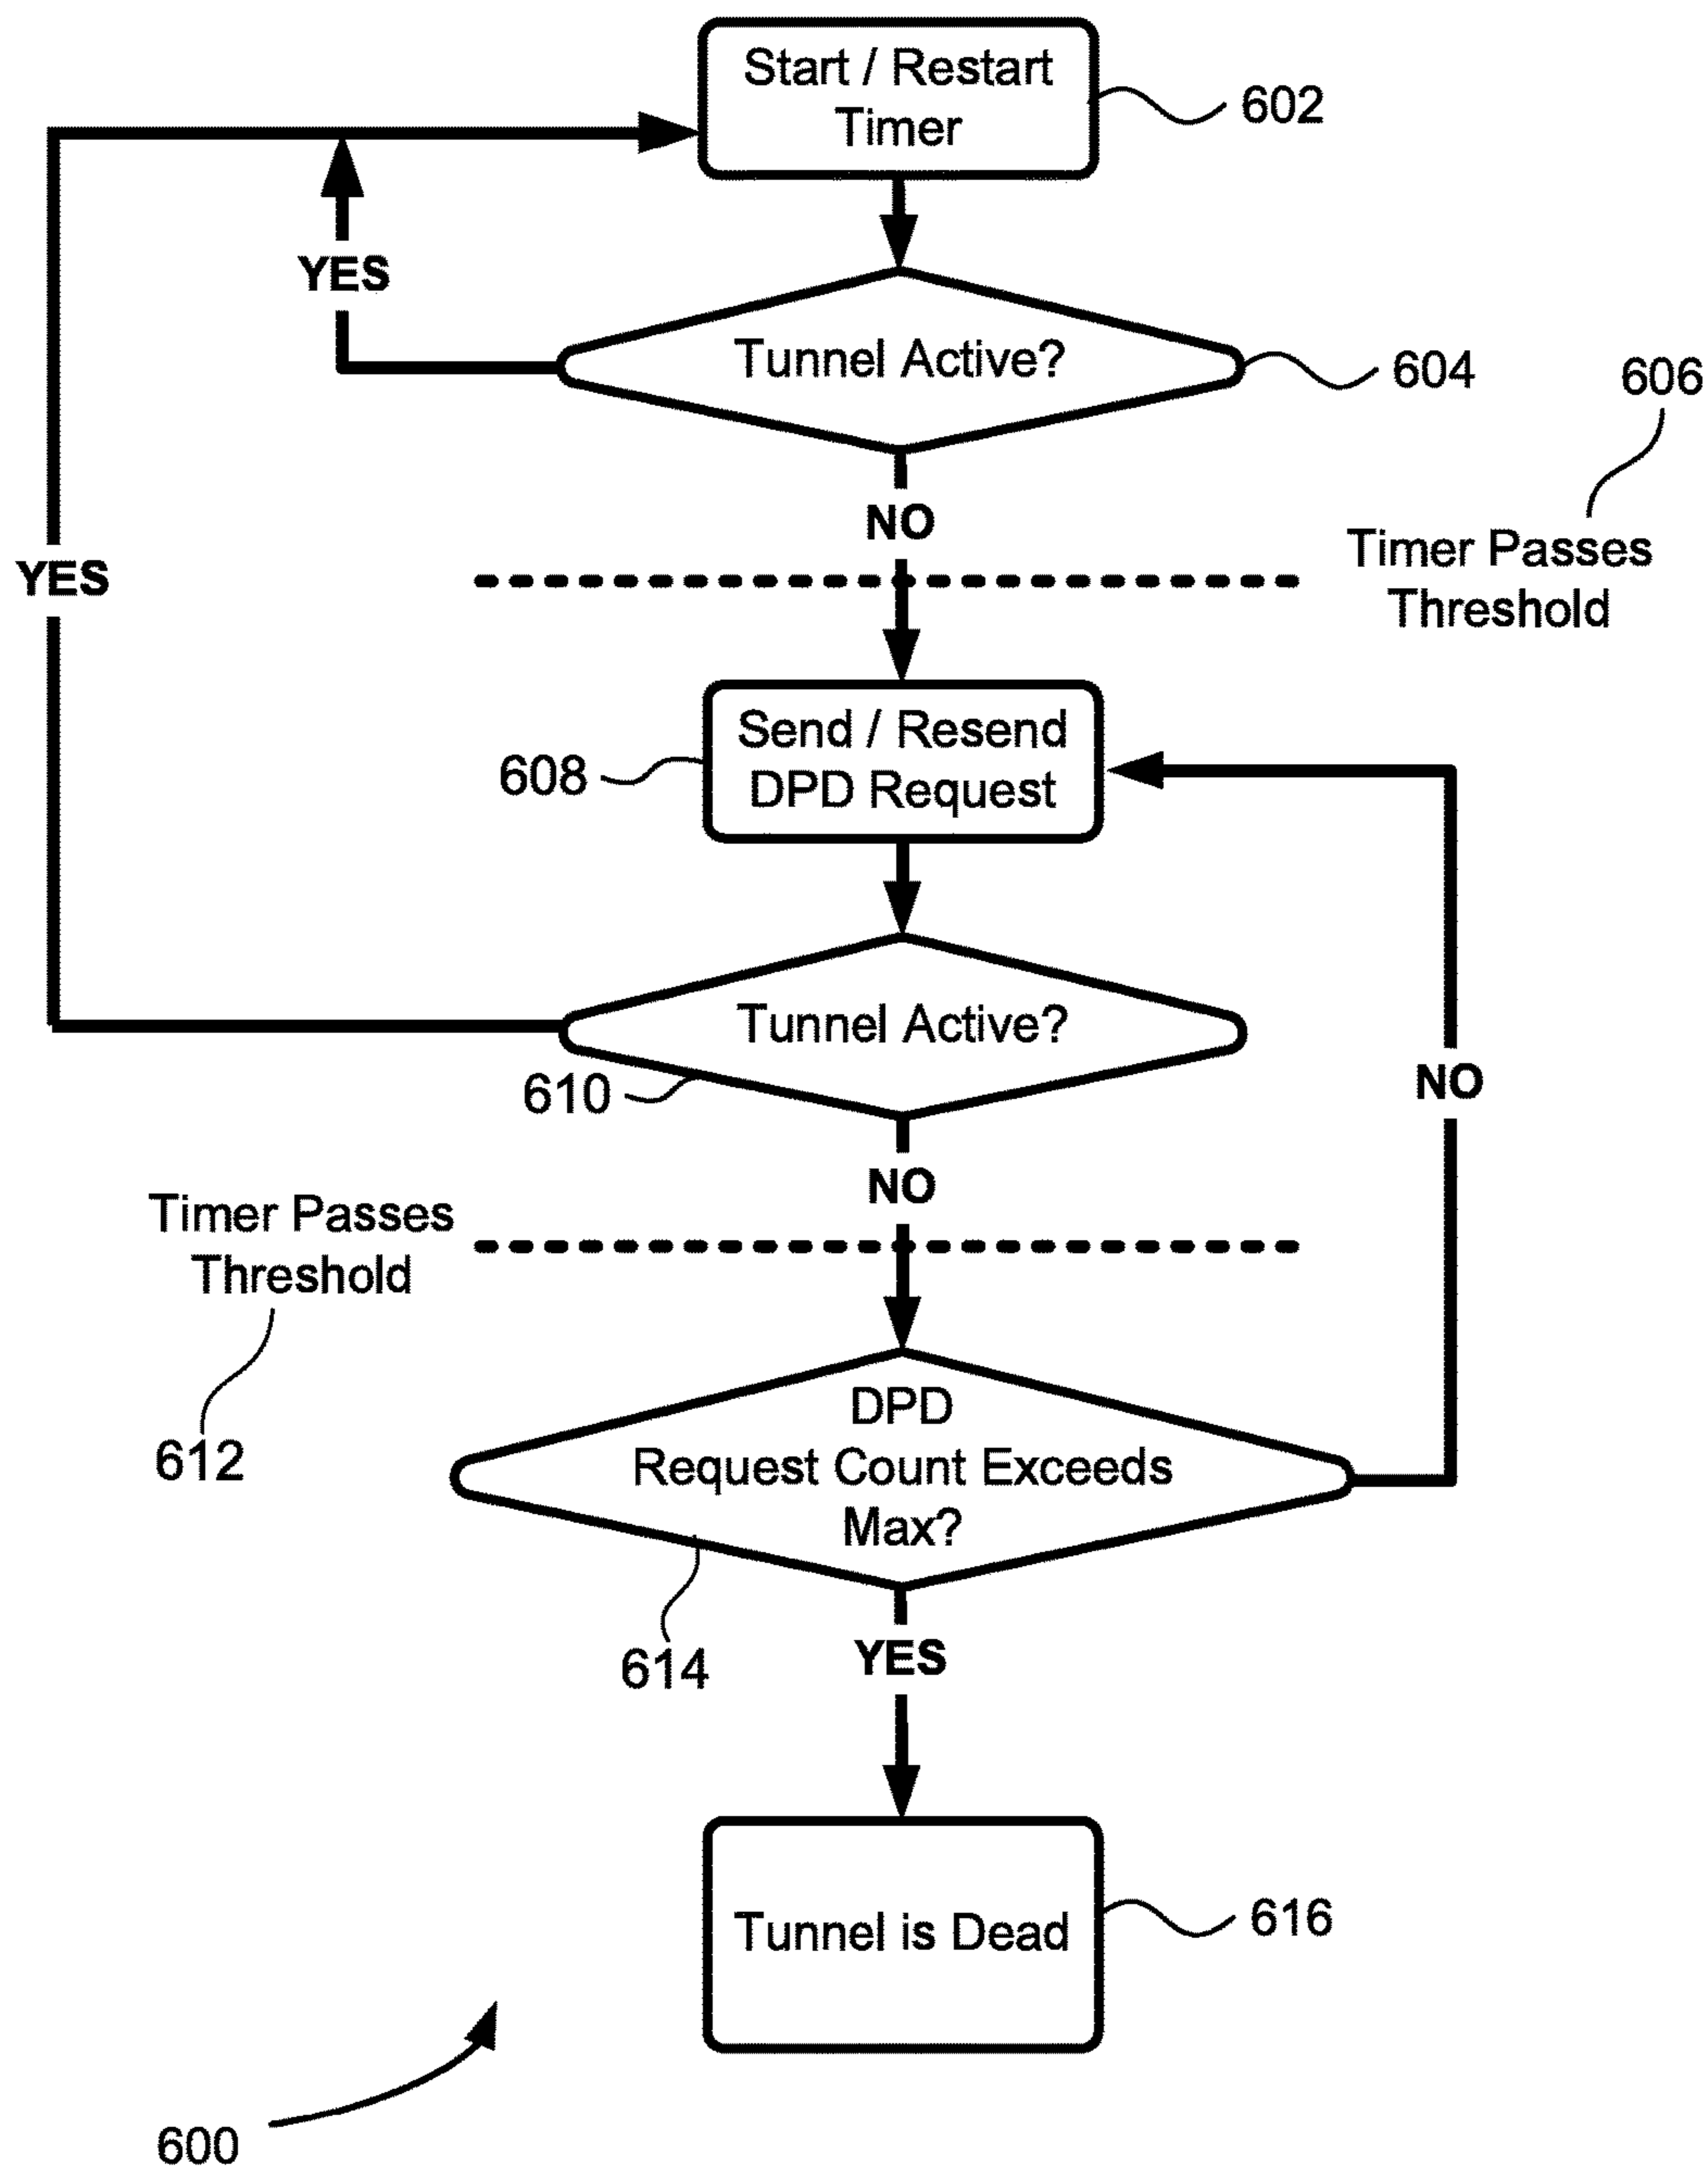 Start / Restart
Timer
602
YES
Tunnel Active?
604
606
NO
Timer Passes
Threshold
YES
Send / Resend
DPD Request
608
Tunnel Active?
610
NO
NO
Timer Passes
Threshold
612
DPD
Request Count Exceeds
Max?
614
YES
Tunnel is Dead
616
600